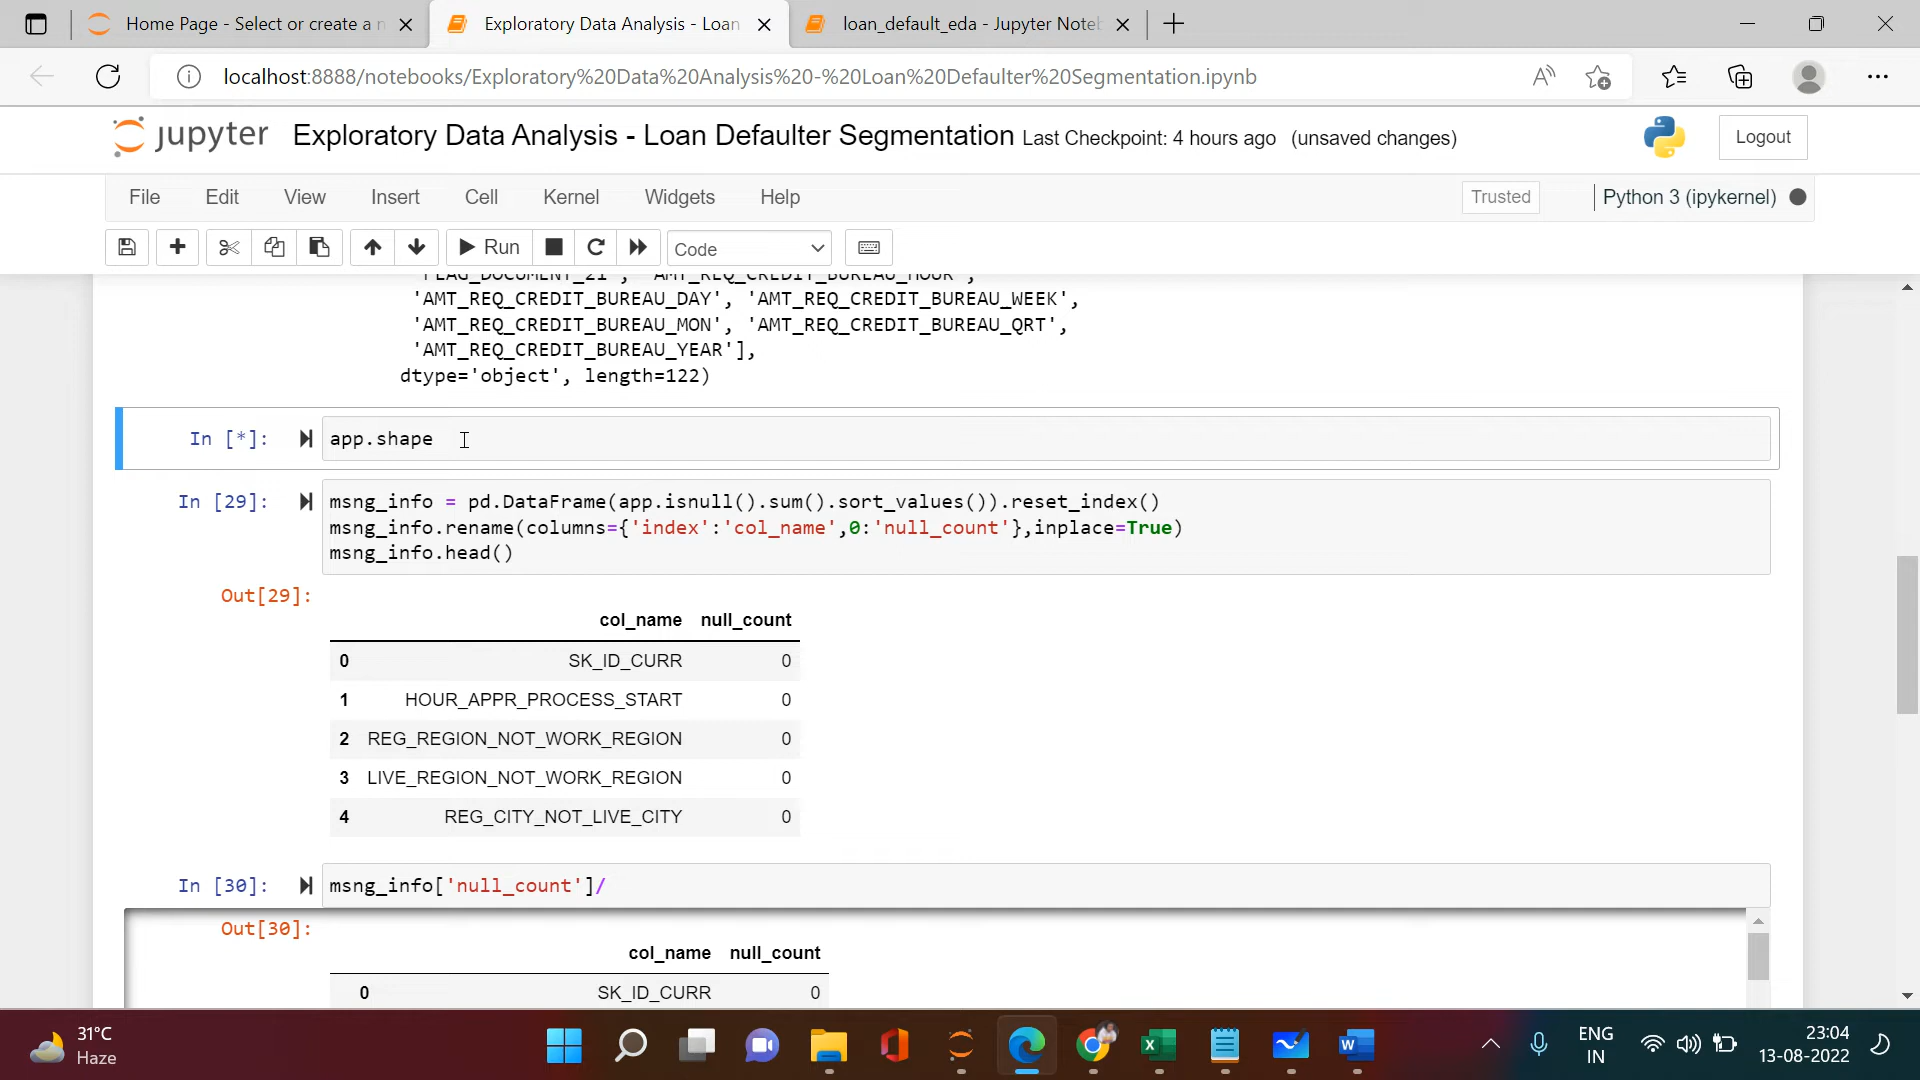 Home Page - Select or create a n
Exploratory Data Analysis - Loan
loan_default_eda - Jupyter Noteb
localhost:8888/notebooks/Exploratory%20Data%20Analysis%20-%20Loan%20Defaulter%20Segmentation.ipynb
jupyter Exploratory Data Analysis - Loan Defaulter Segmentation Last Checkpoint: 4 hours ago (unsaved changes) Logout
File Edit View Insert Cell Kernel Widgets Help Trusted Python 3 (ipykernel)
Run Code
'FLAG_DOCUMENT_21', 'AMT_REQ_CREDIT_BUREAU_HOUR',
'AMT_REQ_CREDIT_BUREAU_DAY', 'AMT_REQ_CREDIT_BUREAU_WEEK',
'AMT_REQ_CREDIT_BUREAU_MON', 'AMT_REQ_CREDIT_BUREAU_QRT',
'AMT_REQ_CREDIT_BUREAU_YEAR'],
dtype='object', length=122)
In [*]: app.shape
In [29]: msng_info = pd.DataFrame(app.isnull().sum().sort_values()).reset_index()
msng_info.rename(columns={'index':'col_name',0:'null_count'},inplace=True)
msng_info.head()
Out[29]:
col_name null_count
0 SK_ID_CURR 0
1 HOUR_APPR_PROCESS_START 0
2 REG_REGION_NOT_WORK_REGION 0
3 LIVE_REGION_NOT_WORK_REGION 0
4 REG_CITY_NOT_LIVE_CITY 0
In [30]: msng_info['null_count']/
Out[30]:
col_name null_count
0 SK_ID_CURR 0
31°C
Haze
ENG
IN
23:04
13-08-2022